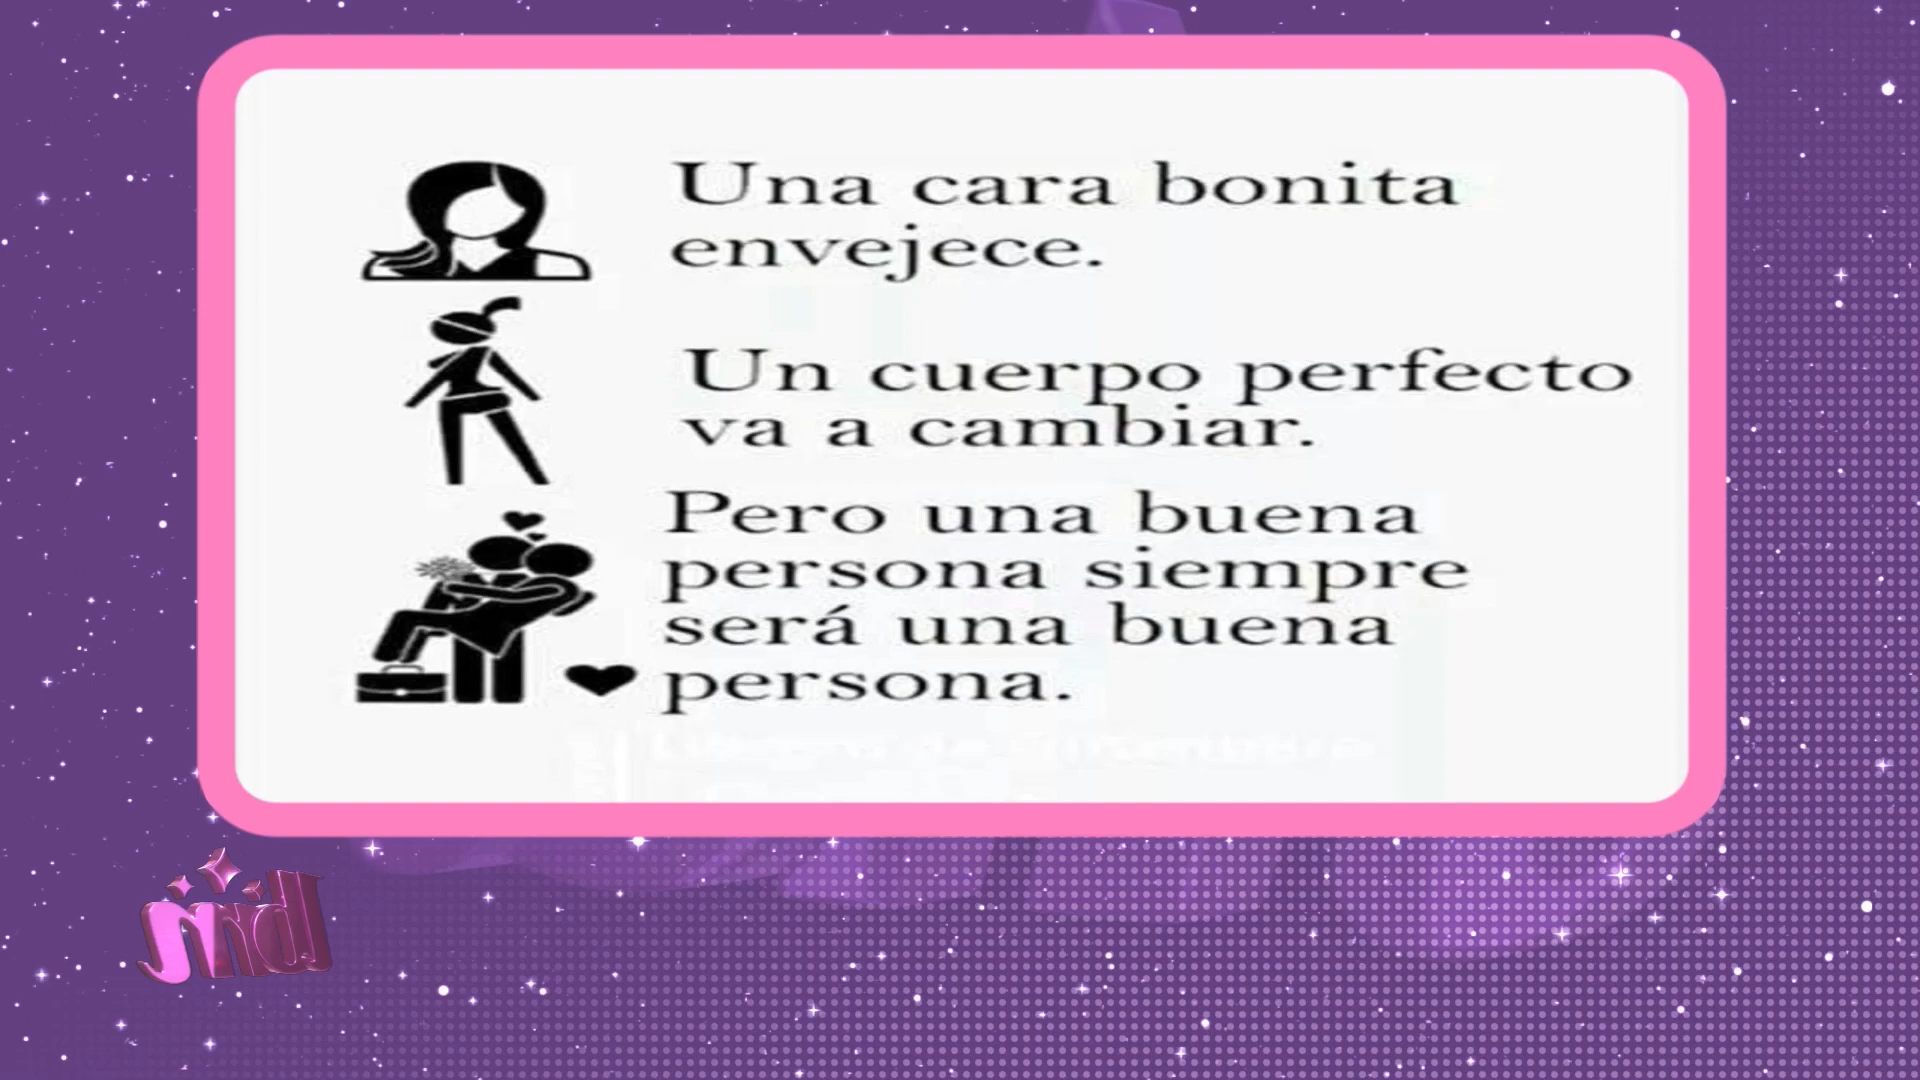 Una cara bonita
envejece.
Un cuerpo perfecto
va a cambiar.
Pero una buena
persona siempre
será una buena
persona.